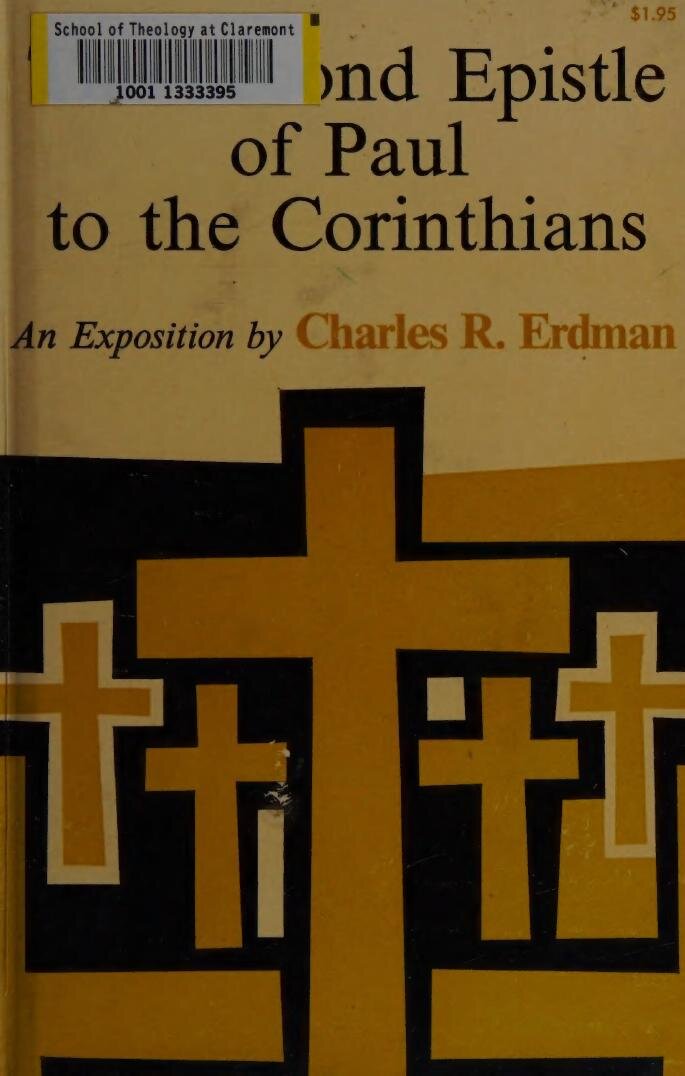 $1.95
School of Theology at Claremont
1001 1333395
ond Epistle
of Paul
to the Corinthians
An Exposition by Charles R. Erdman